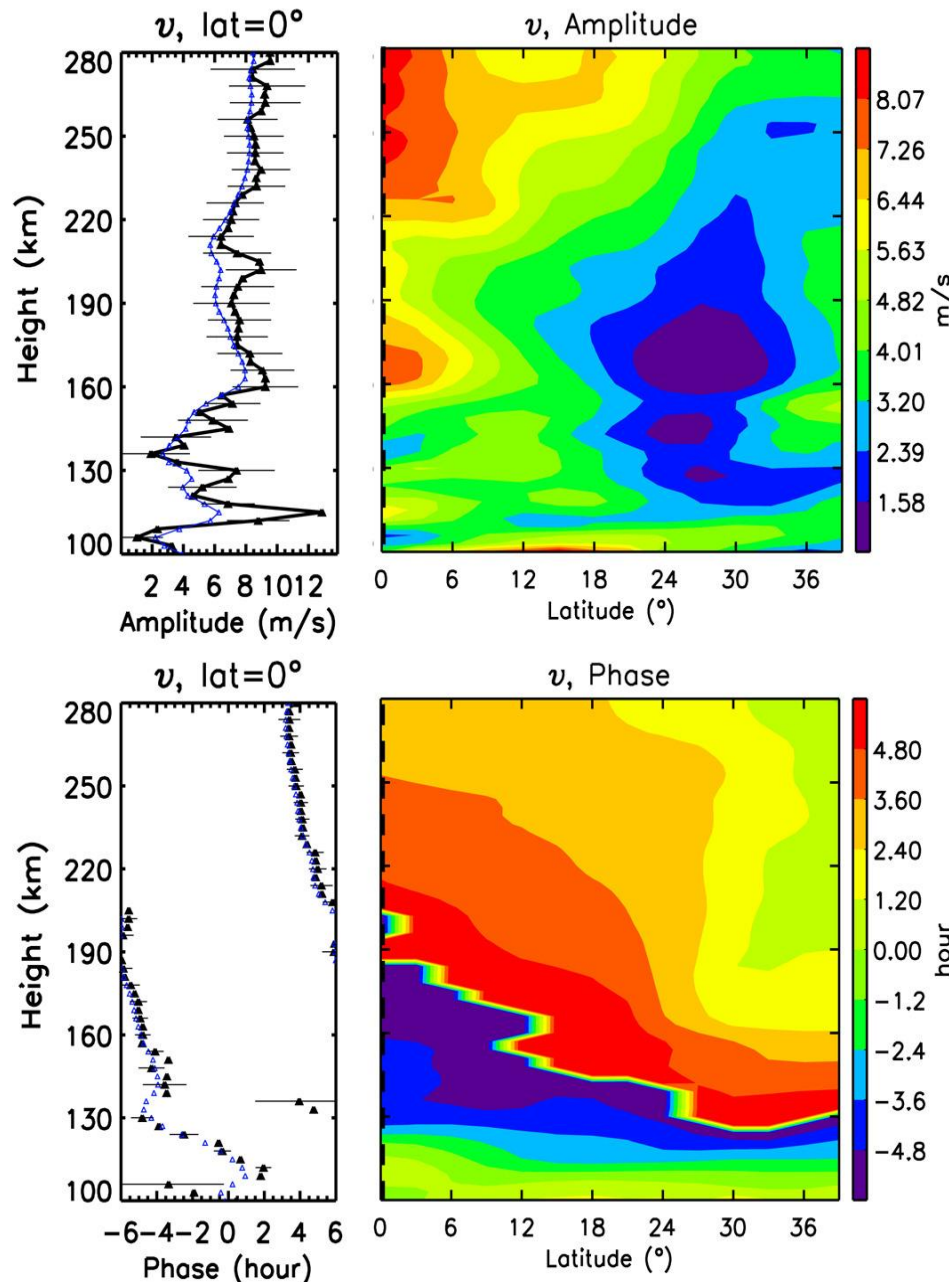 v, lat=0°
v, Amplitude
280
250
220
190
160
130
100
Height (km)
2 4 6 8 10 12
Amplitude (m/s)
0 6 12 18 24 30 36
Latitude (°)
8.07
7.26
6.44
5.63
4.82
4.01
3.20
2.39
1.58
m/s
v, lat=0°
v, Phase
280
250
220
190
160
130
100
Height (km)
-6-4-2 0 2 4 6
Phase (hour)
0 6 12 18 24 30 36
Latitude (°)
4.80
3.60
2.40
1.20
0.00
-1.2
-2.4
-3.6
-4.8
hour